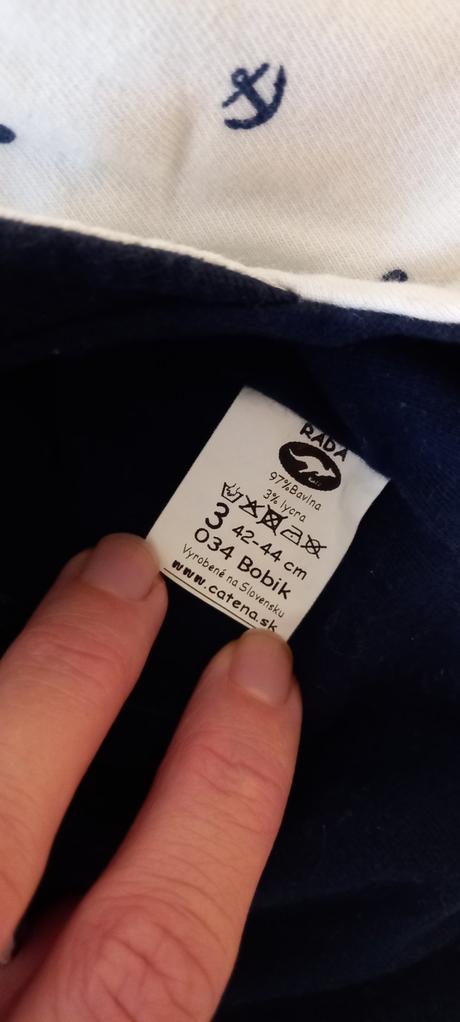 RADA
97%Bavlna
3% lycra
3 42-44 cm
034 Bobik
Vyrobené na Slovensku
www.catena.sk